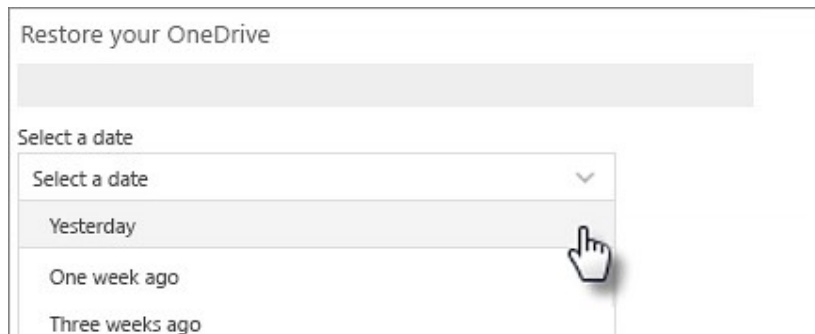 Restore your OneDrive
Select a date
Select a date
Yesterday
One week ago
Three weeks ago